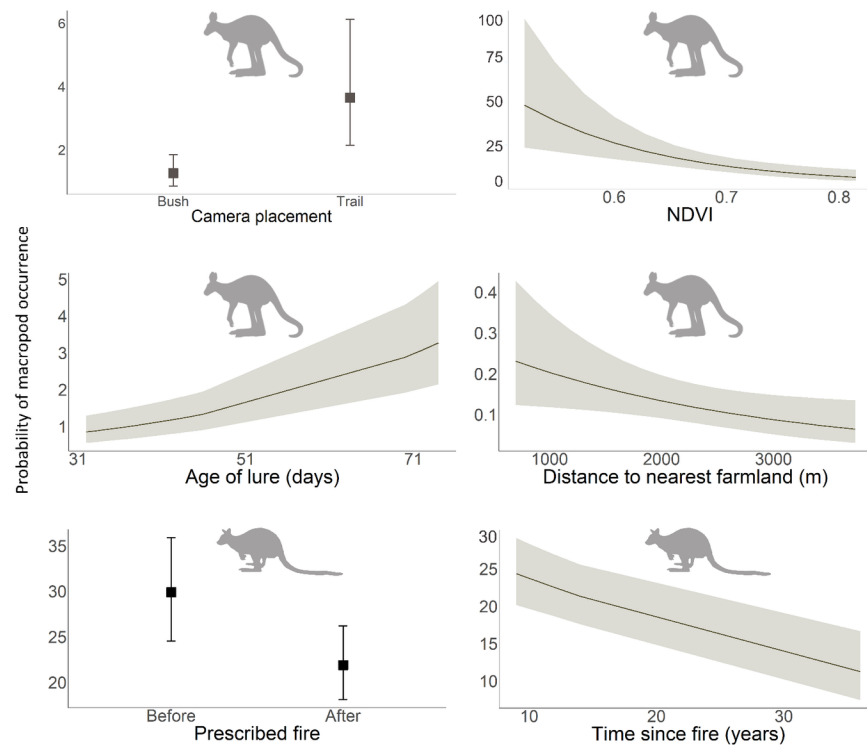 Probability of macropod occurrence
6
4
2
Bush Trail
Camera placement
100
75
50
25
0
0.6 0.7 0.8
NDVI
5
4
3
2
1
31 51 71
Age of lure (days)
0.4
0.3
0.2
0.1
1000 2000 3000
Distance to nearest farmland (m)
35
30
25
20
Before After
Prescribed fire
30
25
20
15
10
10 20 30
Time since fire (years)